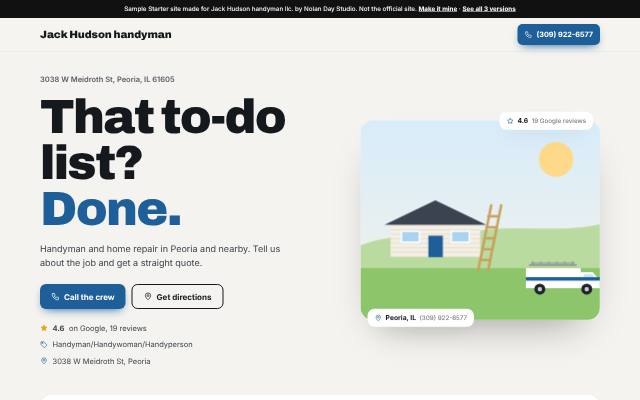 Sample Starter site made for Jack Hudson handyman llc. by Nolan Day Studio. Not the official site. Make it mine · See all 3 versions
Jack Hudson handyman
(309) 922-6577
3038 W Meidroth St, Peoria, IL 61605
That to-do
list?
Done.
Handyman and home repair in Peoria and nearby. Tell us
about the job and get a straight quote.
Call the crew
Get directions
4.6 on Google, 19 reviews
Handyman/Handywoman/Handyperson
3038 W Meidroth St, Peoria
4.6 19 Google reviews
Peoria, IL (309) 922-6577